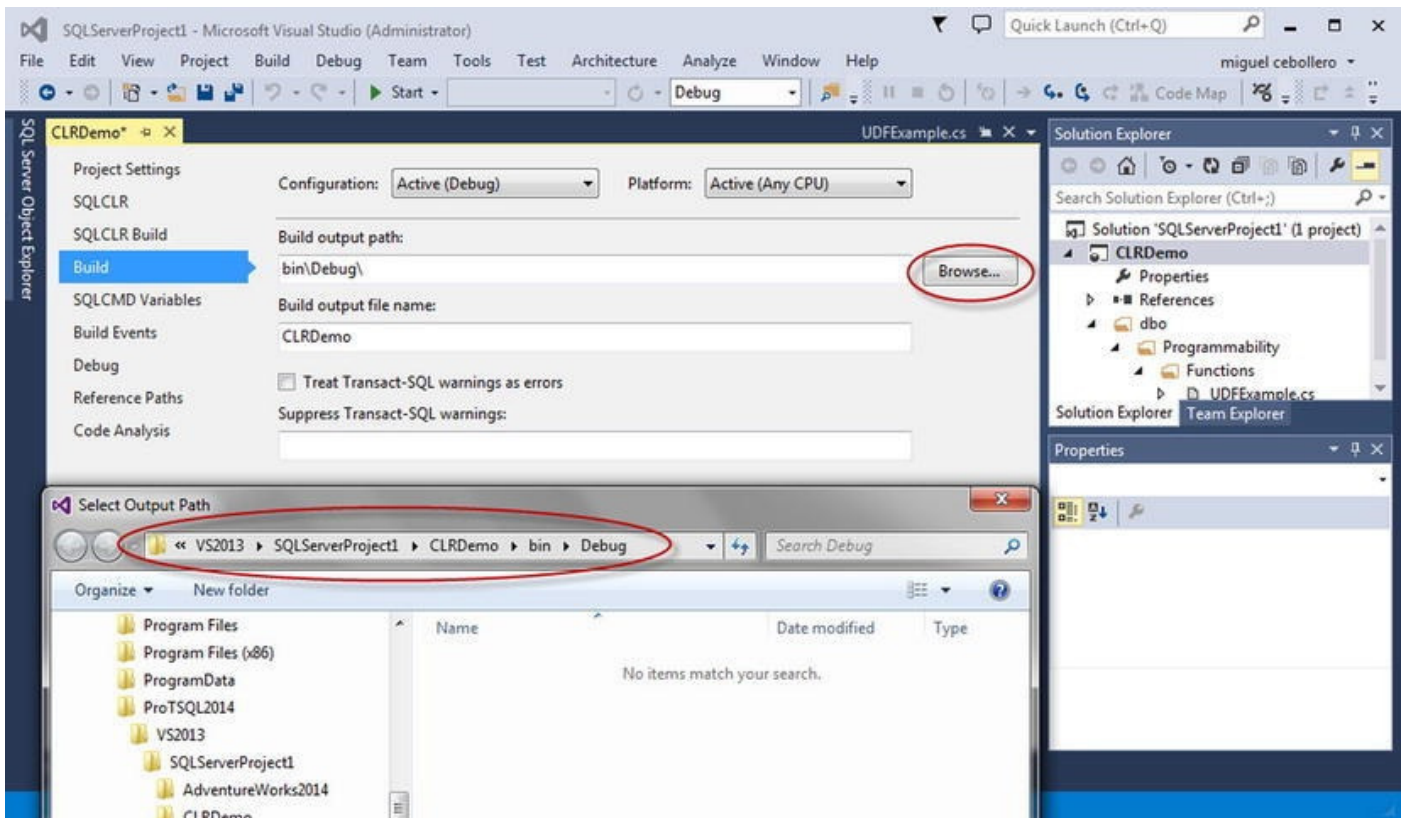 SQLServerProject1 - Microsoft Visual Studio (Administrator)
Quick Launch (Ctrl+Q)
File Edit View Project Build Debug Team Tools Test Architecture Analyze Window Help
miguel cebollero
Start
Debug
Code Map
SQL Server Object Explorer
CLRDemo*
UDFExample.cs
Project Settings
SQLCLR
SQLCLR Build
Build
SQLCMD Variables
Build Events
Debug
Reference Paths
Code Analysis
Configuration: Active (Debug)
Platform: Active (Any CPU)
Build output path:
bin\Debug\
Browse...
Build output file name:
CLRDemo
Treat Transact-SQL warnings as errors
Suppress Transact-SQL warnings:
Solution Explorer
Search Solution Explorer (Ctrl+;)
Solution 'SQLServerProject1' (1 project)
CLRDemo
Properties
References
dbo
Programmability
Functions
UDFExample.cs
Solution Explorer Team Explorer
Properties
Select Output Path
« VS2013 SQLServerProject1 CLRDemo bin Debug
Search Debug
Organize New folder
Program Files
Program Files (x86)
ProgramData
ProTSQL2014
VS2013
SQLServerProject1
AdventureWorks2014
CLRDemo
Name Date modified Type
No items match your search.